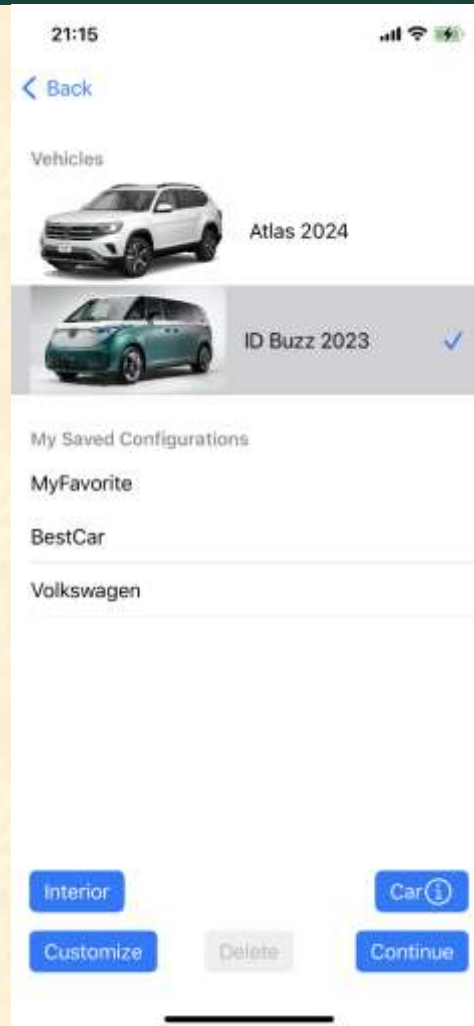 21:15
Back
Vehicles
Atlas 2024
ID Buzz 2023
My Saved Configurations
MyFavorite
BestCar
Volkswagen
Interior
Car
Customize
Delete
Continue